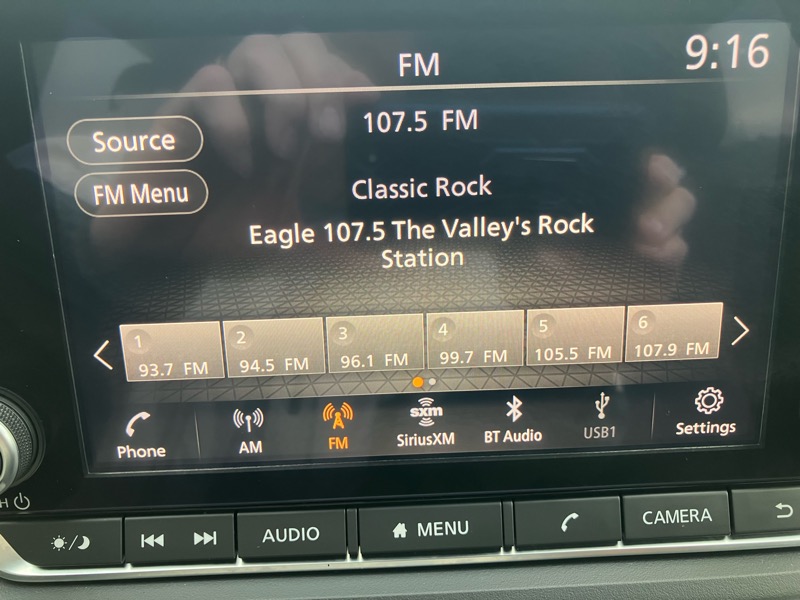 FM
9:16
107.5 FM
Source
FM Menu
Classic Rock
Eagle 107.5 The Valley's Rock
Station
1
93.7 FM
2
94.5 FM
3
96.1 FM
4
99.7 FM
5
105.5 FM
6
107.9 FM
Phone
AM
FM
sxm
SiriusXM
BT Audio
USB1
Settings
H
AUDIO
MENU
CAMERA